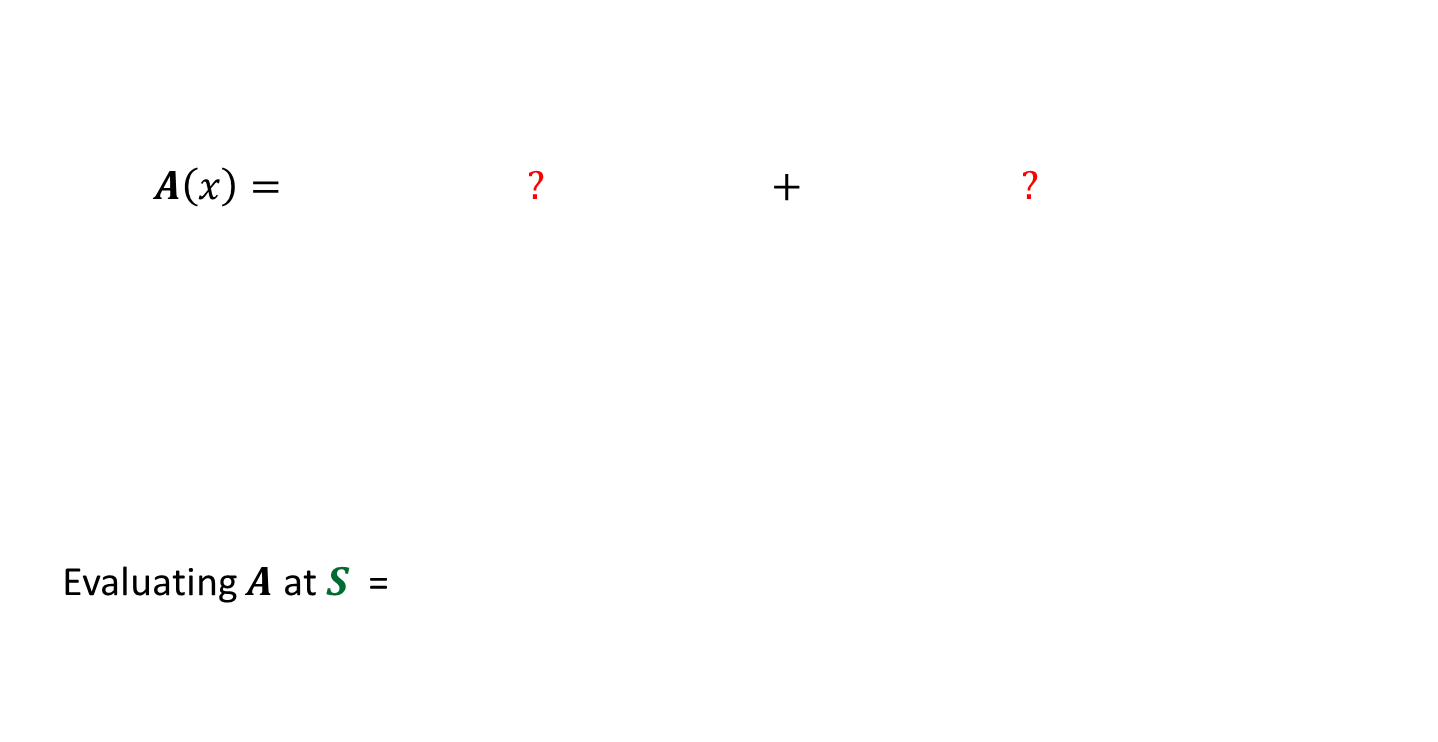 𝑨(𝑥) = ? + ?
Evaluating 𝑨 at 𝑺 =